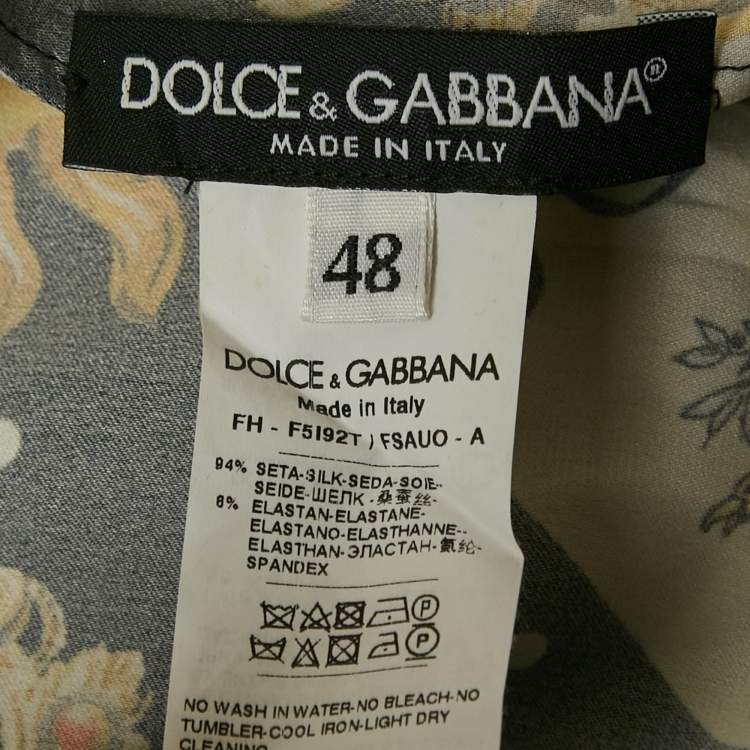 DOLCE & GABBANA®
MADE IN ITALY
48
DOLCE & GABBANA
Made in Italy
FH - F5I92T / FSAUO - A
94% SETA-SILK-SEDA-SOIE-
SEIDE-ШЕЛК-桑蚕丝-
6% ELASTAN-ELASTANE-
ELASTANO-ELASTHANNE--
ELASTHAN-ЭЛАСТАН-氨纶-
SPANDEX
P
P
NO WASH IN WATER-NO BLEACH-NO
TUMBLER-COOL IRON-LIGHT DRY
CLEANING